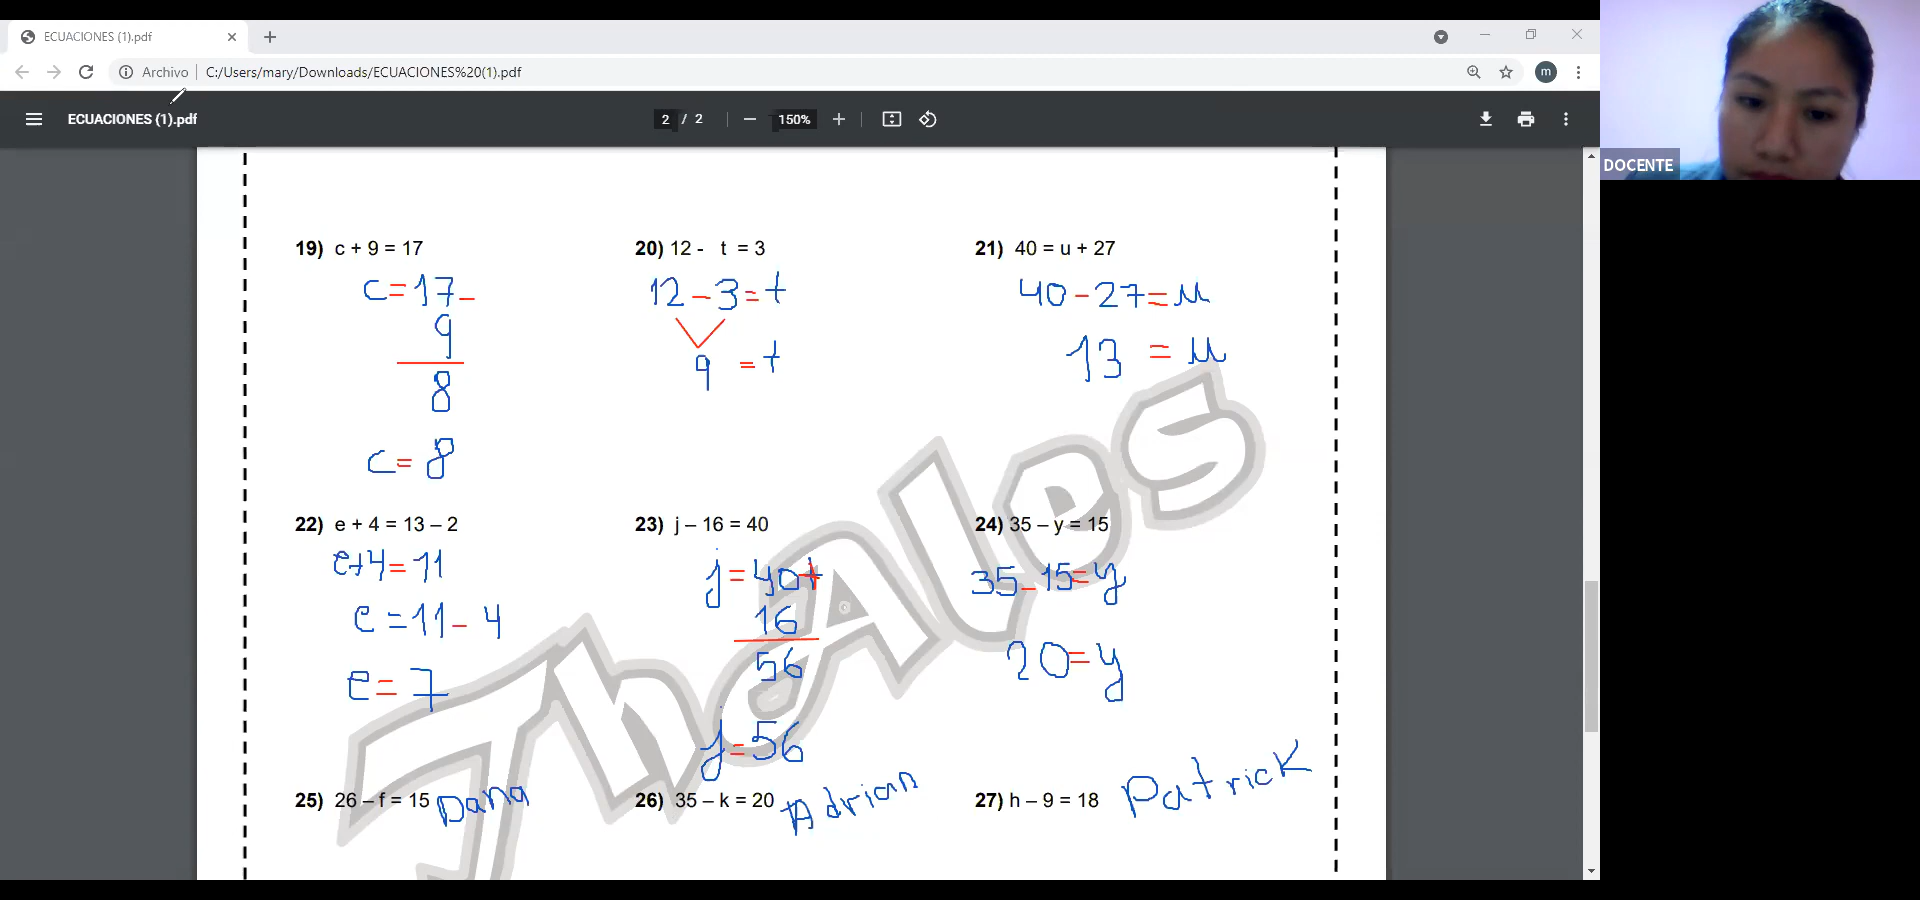 ECUACIONES (1).pdf
Archivo C:/Users/mary/Downloads/ECUACIONES%20(1).pdf m
ECUACIONES (1).pdf 2 / 2 150%
DOCENTE
19) c + 9 = 17
c = 17 -
9
8
c = 8
20) 12 - t = 3
12 - 3 = t
9 = t
21) 40 = u + 27
40 - 27 = u
13 = u
22) e + 4 = 13 – 2
e+4 = 11
e = 11 - 4
e = 7
23) j – 16 = 40
j = 40 +
16
56
j = 56
24) 35 – y = 15
35 - 15 = y
20 = y
25) 26 – f = 15 Dana
26) 35 – k = 20 Adrian
27) h – 9 = 18 Patrick
Thales